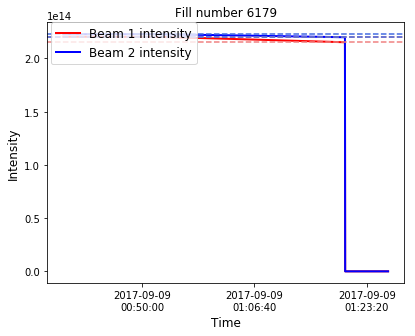 Fill number 6179
1e14
Beam 1 intensity
Beam 2 intensity
2.0
1.5
1.0
0.5
0.0
Intensity
2017-09-09
00:50:00
2017-09-09
01:06:40
2017-09-09
01:23:20
Time